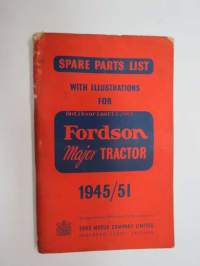 SPARE PARTS LIST
WITH ILLUSTRATIONS
FOR
Fordson
Major TRACTOR
1945/51
FORD MOTOR COMPANY LIMITED